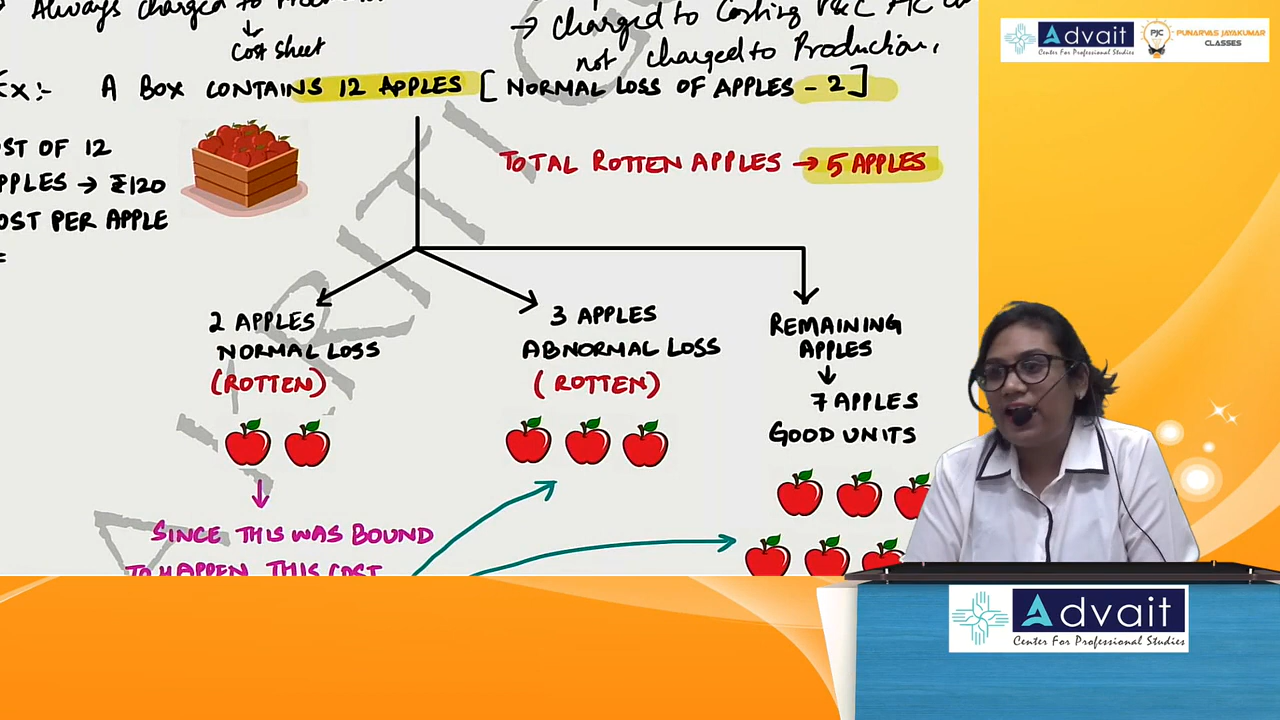 Always charged to
Cost Sheet
→ Charged to Costing P&L A/C
not charged to Production,
Ex:- A BOX CONTAINS 12 APPLES [NORMAL LOSS OF APPLES - 2]
OST OF 12
PPLES → ₹120
OST PER APPLE
=
TOTAL ROTTEN APPLES → 5 APPLES
2 APPLES
NORMAL LOSS
(ROTTEN)
3 APPLES
ABNORMAL LOSS
(ROTTEN)
REMAINING
APPLES
7 APPLES
GOOD UNITS
SINCE THIS WAS BOUND
TO HAPPEN THIS COST
Advait
Center For Professional Studies
PJC
PUNARVAS JAYAKUMAR
CLASSES
Advait
Center For Professional Studies